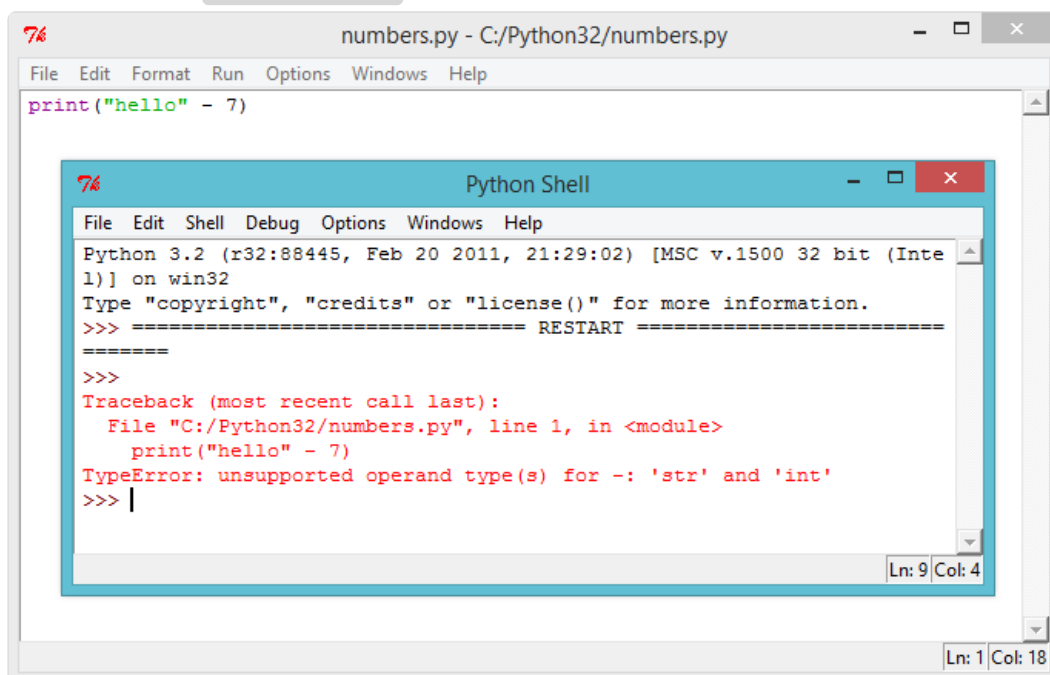 numbers.py - C:/Python32/numbers.py
File Edit Format Run Options Windows Help
print("hello" - 7)
Python Shell
File Edit Shell Debug Options Windows Help
Python 3.2 (r32:88445, Feb 20 2011, 21:29:02) [MSC v.1500 32 bit (Inte
l)] on win32
Type "copyright", "credits" or "license()" for more information.
>>> ================================ RESTART =========================
=======
>>>
Traceback (most recent call last):
  File "C:/Python32/numbers.py", line 1, in <module>
    print("hello" - 7)
TypeError: unsupported operand type(s) for -: 'str' and 'int'
>>>
Ln: 9 Col: 4
Ln: 1 Col: 18